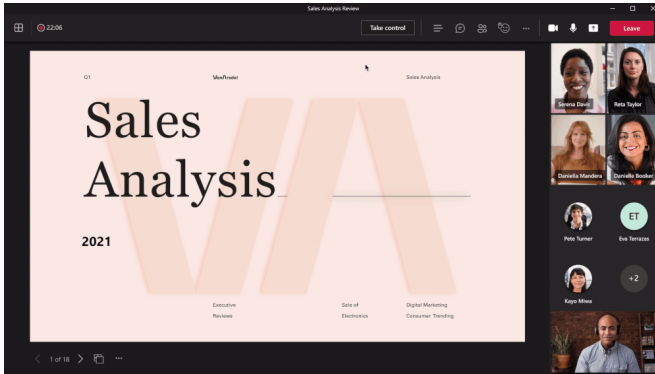 Sales Analysis Review
22:06
Take control
Leave
Q1
VanArsdel
Sales Analysis
Sales
Analysis_
2021
Executive
Reviews
Sale of
Electronics
Digital Marketing
Consumer Trending
1 of 18
Serena Davis
Reta Taylor
Daniella Mandera
Danielle Booker
Pete Turner
ET
Eva Terrazas
Kayo Miwa
+2